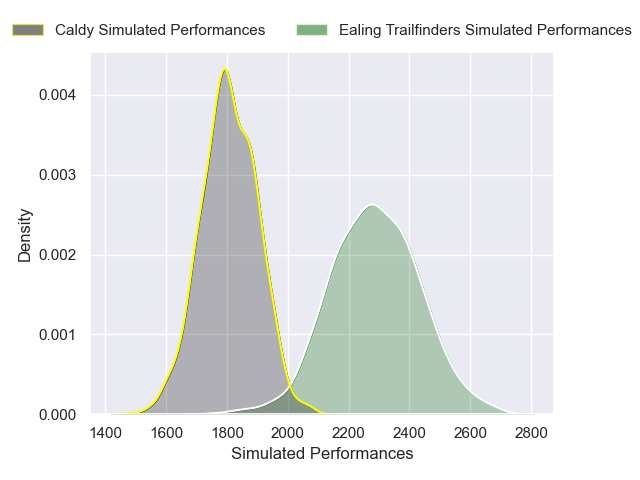 Caldy Simulated Performances
Ealing Trailfinders Simulated Performances
0.004
0.003
0.002
0.001
0.000
Density
1400 1600 1800 2000 2200 2400 2600 2800
Simulated Performances